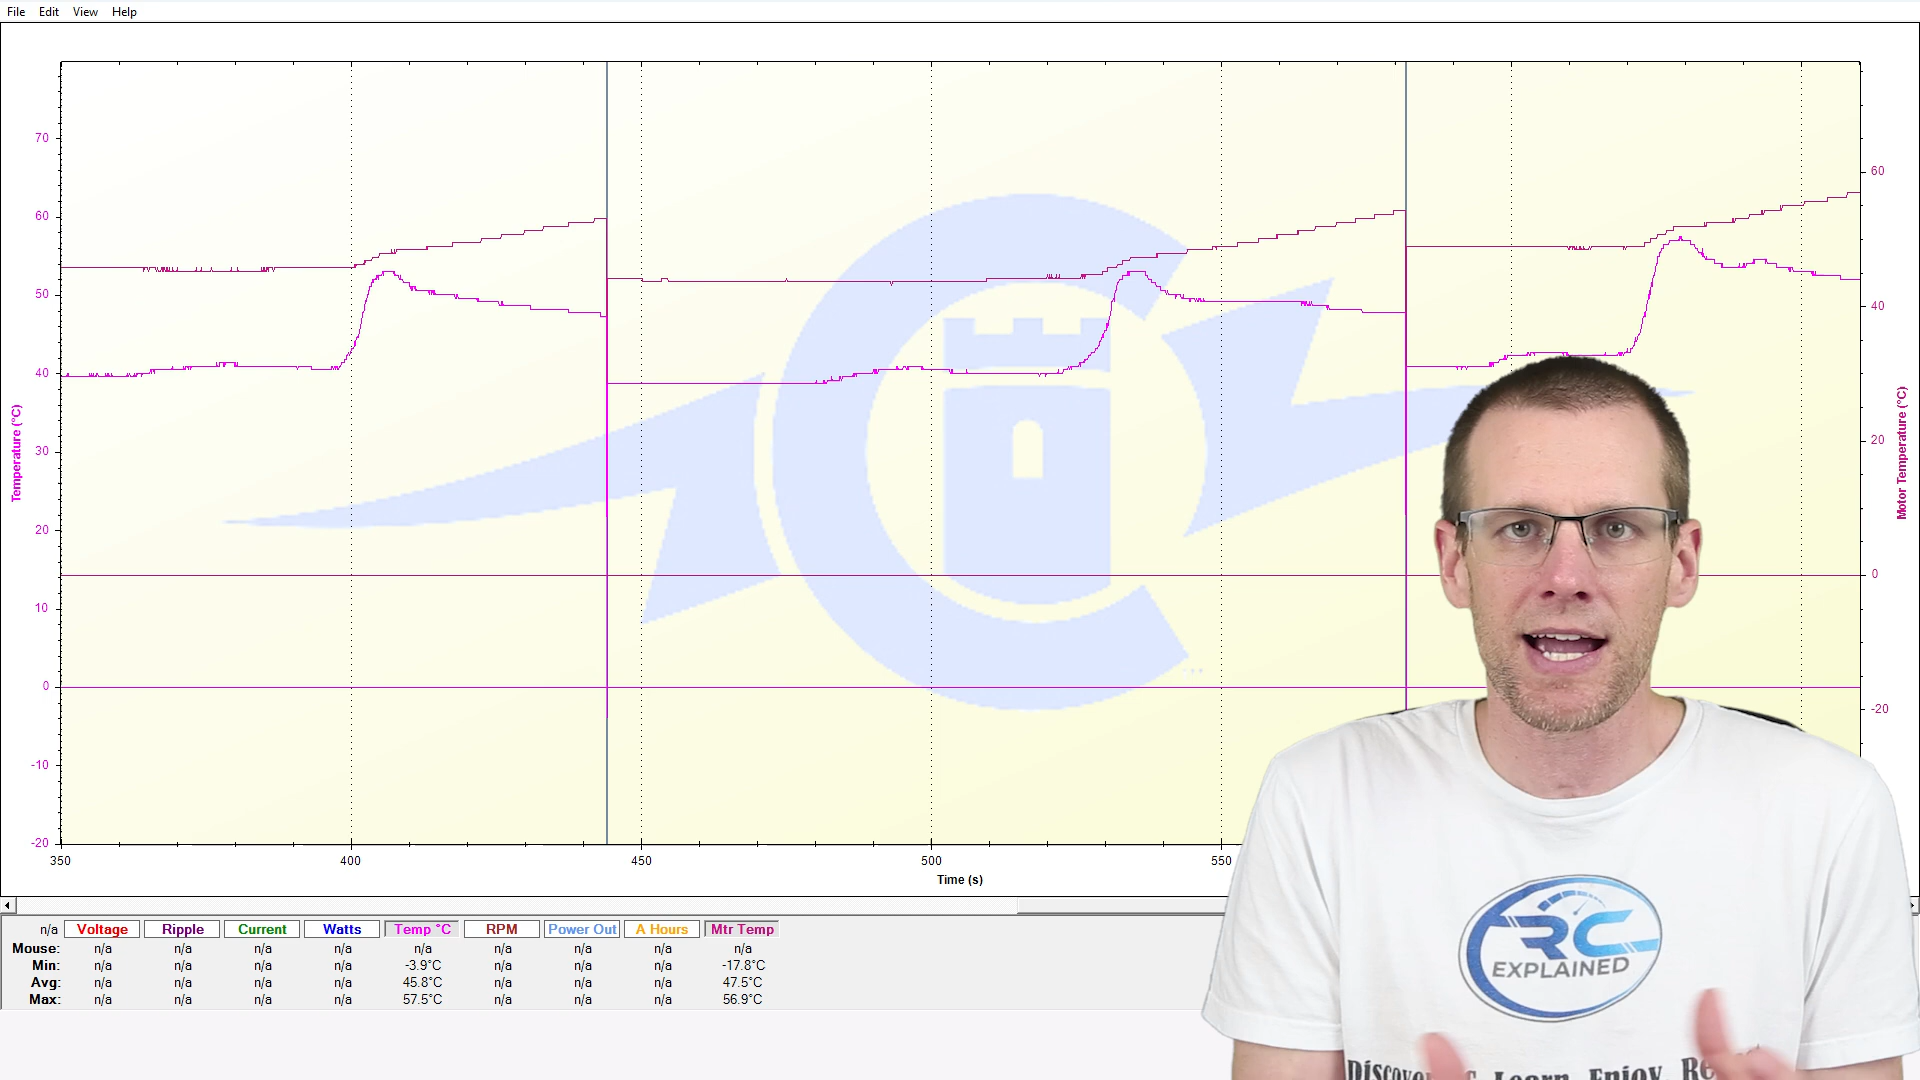 File Edit View Help
70
60
50
40
30
20
10
0
-10
-20
Temperature (°C)
60
40
20
0
-20
Motor Temperature (°C)
350 400 450 500 550
Time (s)
n/a Voltage Ripple Current Watts Temp °C RPM Power Out A Hours Mtr Temp
Mouse: n/a n/a n/a n/a n/a n/a n/a n/a n/a
Min: n/a n/a n/a n/a -3.9°C n/a n/a n/a -17.8°C
Avg: n/a n/a n/a n/a 45.8°C n/a n/a n/a 47.5°C
Max: n/a n/a n/a n/a 57.5°C n/a n/a n/a 56.9°C
RC
EXPLAINED
Learn, Enjoy,